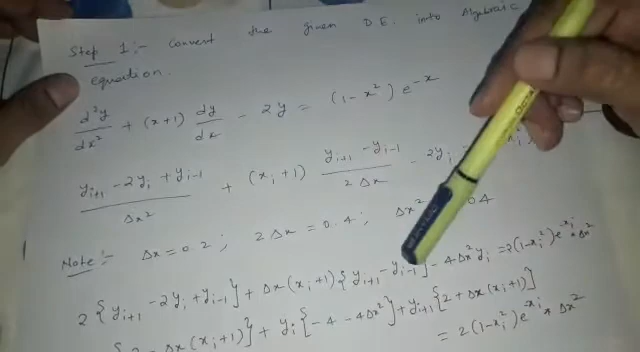 Step 1:- Convert the given D.E. into Algebraic
equation.
d²y/dx² + (x+1) dy/dx - 2y = (1-x²) e^-x
(y_i+1 - 2y_i + y_i-1)/Δx² + (x_i+1) (y_i+1 - y_i-1)/(2Δx) - 2y_i
Note:- Δx = 0.2 ; 2Δx = 0.4 ; Δx²
2{y_i+1 - 2y_i + y_i-1} + Δx(x_i+1){y_i+1 - y_i-1} - 4Δx²y_i = 2(1-x_i²)e^-x_i * Δx²
- Δx(x_i+1)} + y_i{-4-4Δx²} + y_i+1{2+Δx(x_i+1)}
= 2(1-x_i²)e^-x_i * Δx²